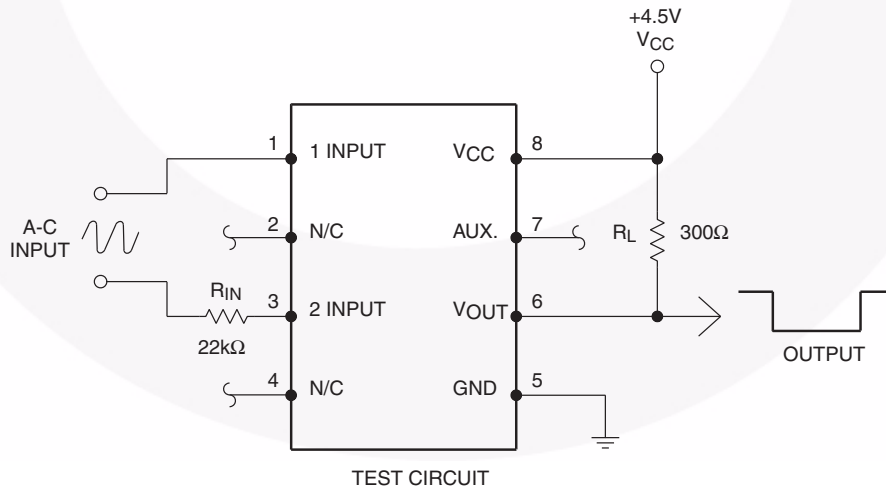 +4.5V
VCC
1
1 INPUT
VCC
8
A-C
INPUT
2
N/C
AUX.
7
RL
300Ω
RIN
22kΩ
3
2 INPUT
VOUT
6
OUTPUT
4
N/C
GND
5
TEST CIRCUIT